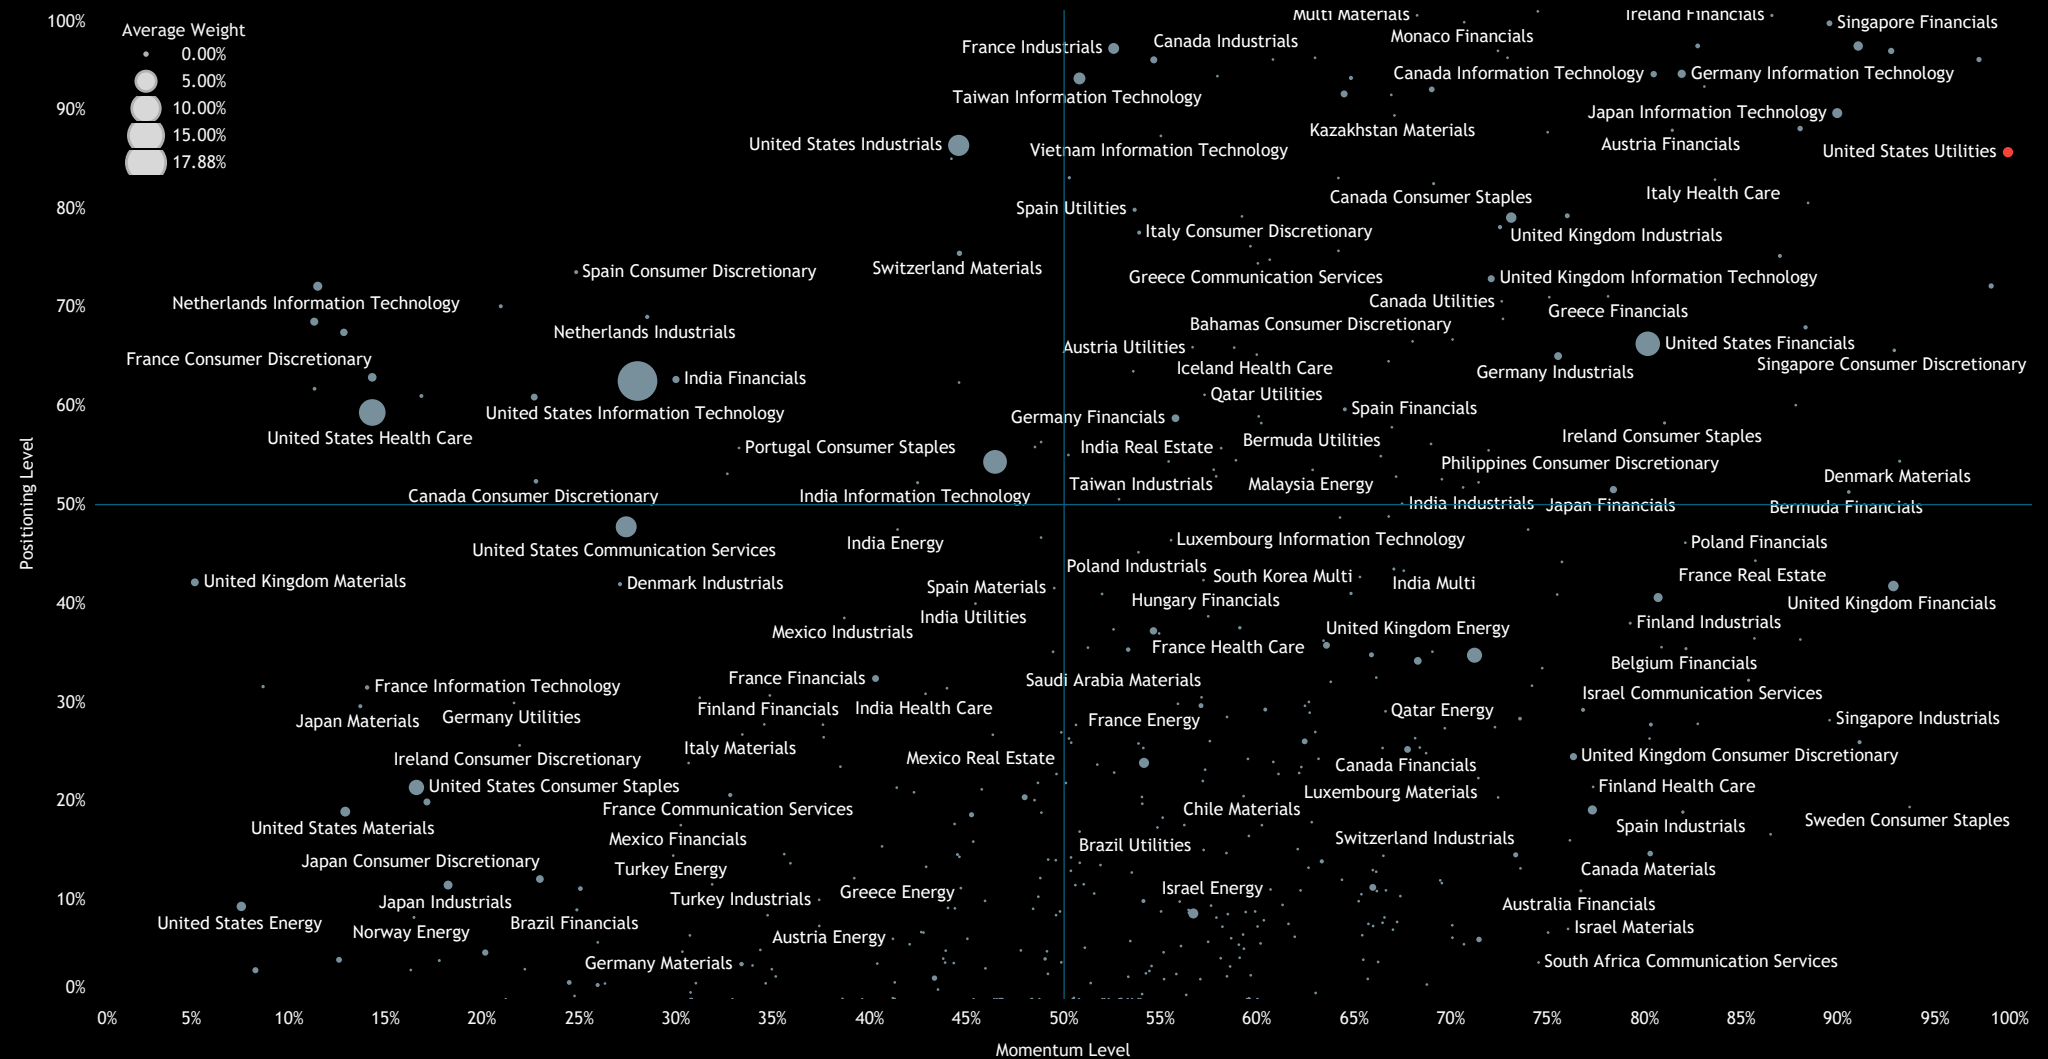 100%
Average Weight
0.00%
5.00%
10.00%
15.00%
17.88%
Multi Materials
Ireland Financials
Singapore Financials
France Industrials
Canada Industrials
Monaco Financials
Canada Information Technology
Germany Information Technology
Taiwan Information Technology
90%
Japan Information Technology
Kazakhstan Materials
United States Industrials
Vietnam Information Technology
Austria Financials
United States Utilities
Canada Consumer Staples
Italy Health Care
80%
Spain Utilities
Italy Consumer Discretionary
United Kingdom Industrials
Spain Consumer Discretionary
Switzerland Materials
Greece Communication Services
United Kingdom Information Technology
Netherlands Information Technology
70%
Canada Utilities
Greece Financials
Netherlands Industrials
Bahamas Consumer Discretionary
France Consumer Discretionary
Austria Utilities
United States Financials
Iceland Health Care
Germany Industrials
Singapore Consumer Discretionary
India Financials
Qatar Utilities
60%
United States Information Technology
Germany Financials
Spain Financials
United States Health Care
Portugal Consumer Staples
India Real Estate
Bermuda Utilities
Ireland Consumer Staples
Philippines Consumer Discretionary
Denmark Materials
Canada Consumer Discretionary
India Information Technology
Taiwan Industrials
Malaysia Energy
50%
India Industrials
Japan Financials
Bermuda Financials
Positioning Level
United States Communication Services
India Energy
Luxembourg Information Technology
Poland Financials
United Kingdom Materials
Denmark Industrials
Poland Industrials
Spain Materials
South Korea Multi
India Multi
France Real Estate
40%
Hungary Financials
United Kingdom Financials
India Utilities
Mexico Industrials
United Kingdom Energy
Finland Industrials
France Health Care
Belgium Financials
France Financials
Saudi Arabia Materials
France Information Technology
Israel Communication Services
30%
Japan Materials
Germany Utilities
Finland Financials
India Health Care
France Energy
Qatar Energy
Singapore Industrials
Italy Materials
Ireland Consumer Discretionary
Mexico Real Estate
Canada Financials
United Kingdom Consumer Discretionary
United States Consumer Staples
Luxembourg Materials
Finland Health Care
20%
France Communication Services
Chile Materials
United States Materials
Spain Industrials
Sweden Consumer Staples
Mexico Financials
Brazil Utilities
Switzerland Industrials
Japan Consumer Discretionary
Turkey Energy
Canada Materials
Greece Energy
Israel Energy
10%
Japan Industrials
Turkey Industrials
Australia Financials
United States Energy
Norway Energy
Brazil Financials
Austria Energy
Israel Materials
Germany Materials
South Africa Communication Services
0%
0% 5% 10% 15% 20% 25% 30% 35% 40% 45% 50% 55% 60% 65% 70% 75% 80% 85% 90% 95% 100%
Momentum Level